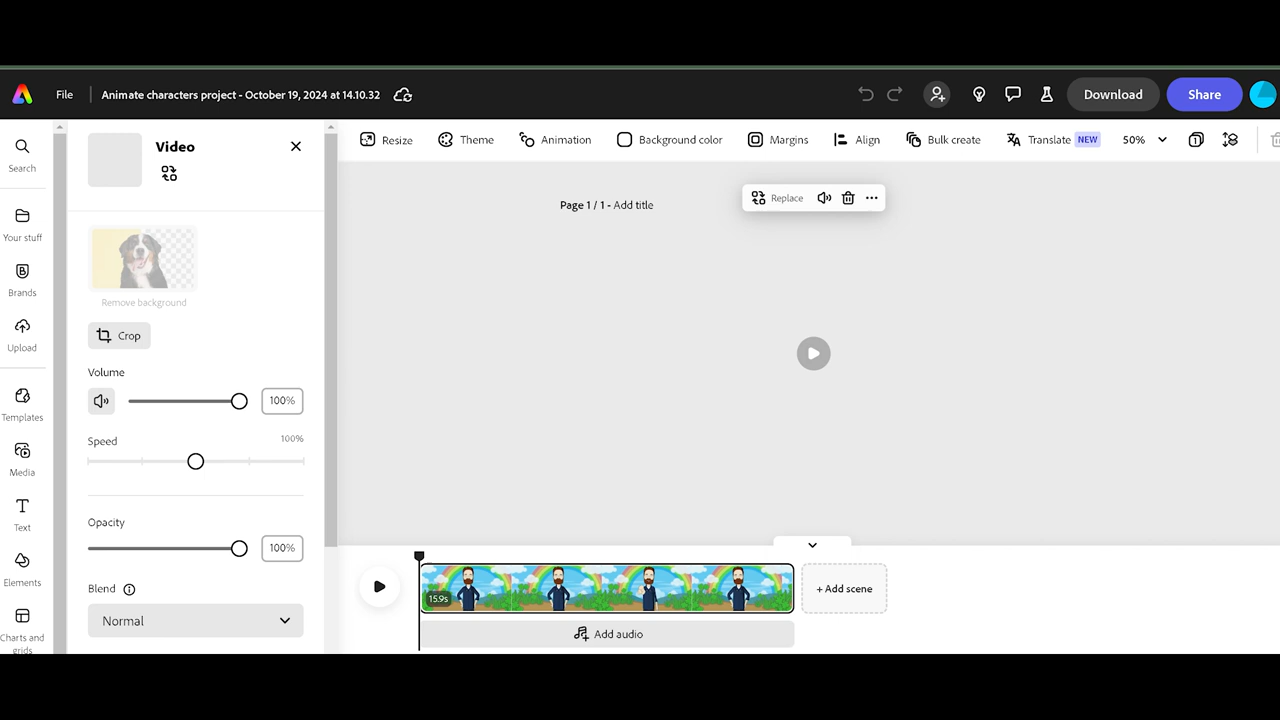 File
Animate characters project - October 19, 2024 at 14.10.32
Download
Share
Search
Your stuff
Brands
Upload
Templates
Media
Text
Elements
Charts and
grids
Video
Remove background
Crop
Volume
100%
Speed
100%
Opacity
100%
Blend
Normal
Resize
Theme
Animation
Background color
Margins
Align
Bulk create
Translate NEW
50%
Page 1 / 1 - Add title
Replace
15.9s
+ Add scene
Add audio